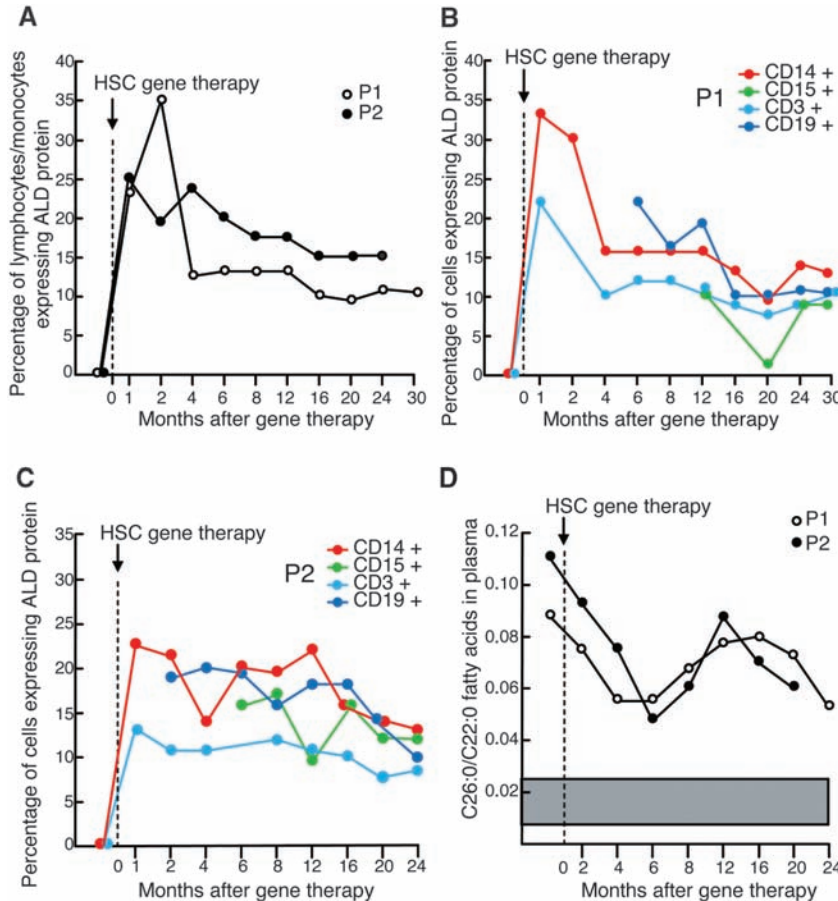 A
Percentage of lymphocytes/monocytes
expressing ALD protein
HSC gene therapy
P1
P2
40
35
30
25
20
15
10
5
0
0 1 2 4 6 8 12 16 20 24 30
Months after gene therapy
B
Percentage of cells expressing ALD protein
HSC gene therapy
P1
CD14 +
CD15 +
CD3 +
CD19 +
40
35
30
25
20
15
10
5
0
0 1 2 4 6 8 12 16 20 24 30
Months after gene therapy
C
Percentage of cells expressing ALD protein
HSC gene therapy
P2
CD14 +
CD15 +
CD3 +
CD19 +
35
30
25
20
15
10
5
0
0 1 2 4 6 8 12 16 20 24
Months after gene therapy
D
C26:0/C22:0 fatty acids in plasma
HSC gene therapy
P1
P2
0.12
0.10
0.08
0.06
0.04
0.02
0 2 4 6 8 12 16 20 24
Months after gene therapy